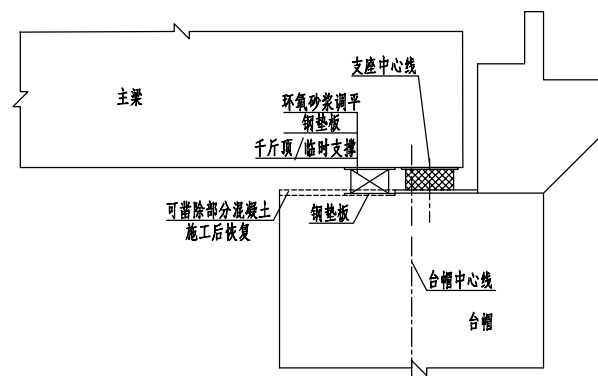 支座中心线
主梁
环氧砂浆调平
钢垫板
千斤顶/临时支撑
可凿除部分混凝土
施工后恢复
钢垫板
台帽中心线
台帽